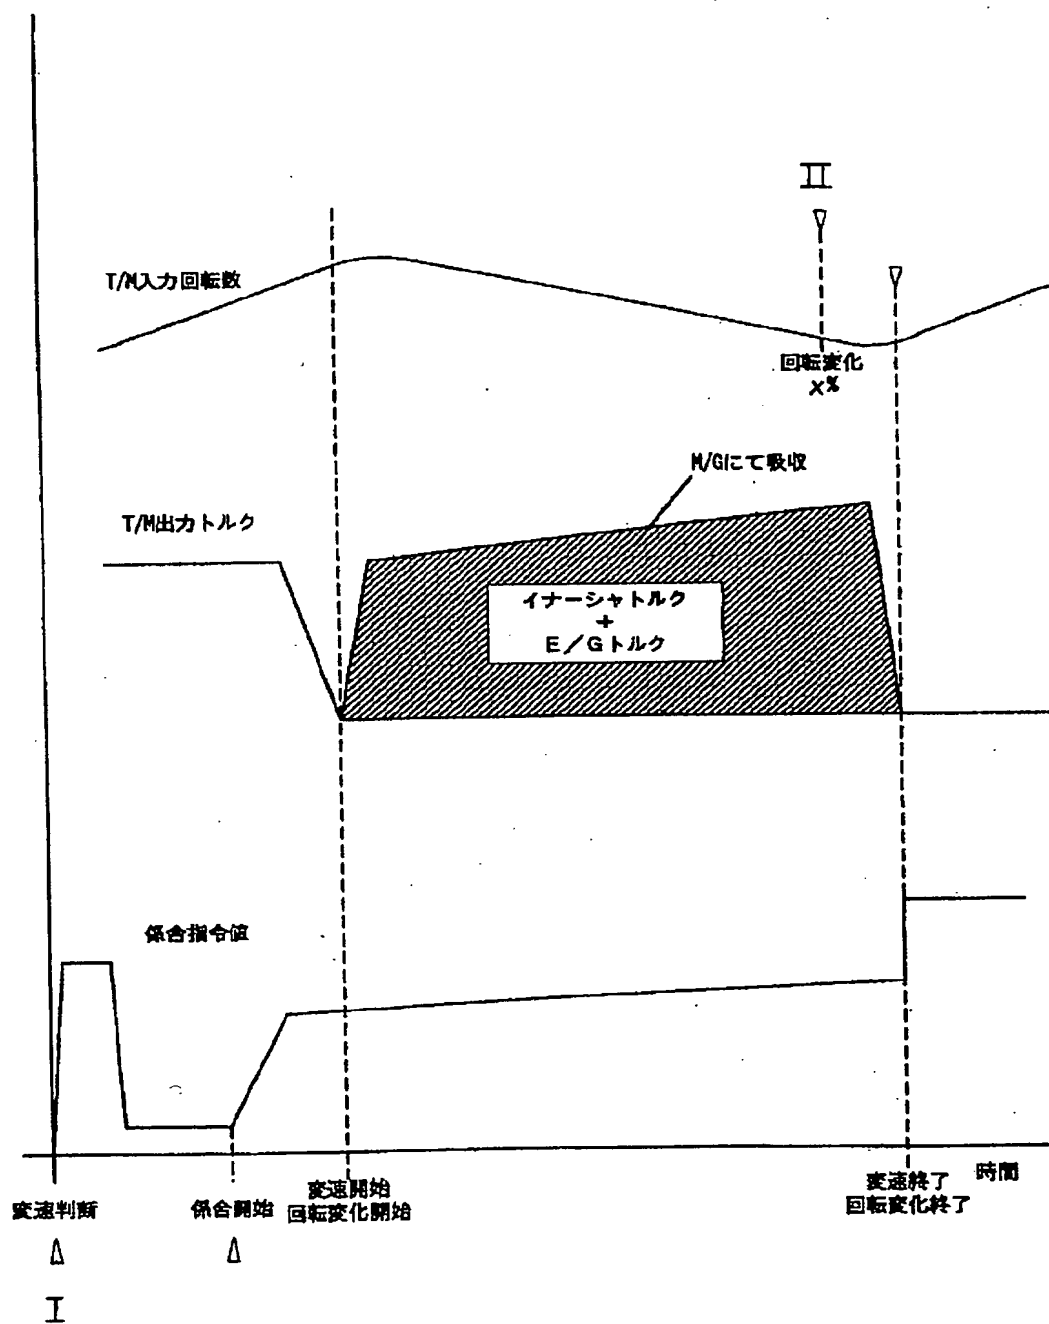 II
T/M入力回転数
回転変化
X%
M/Gにて吸収
T/M出力トルク
イナーシャトルク
+
E/Gトルク
係合指令値
時間
変速判断
係合開始
変速開始
回転変化開始
変速終了
回転変化終了
I